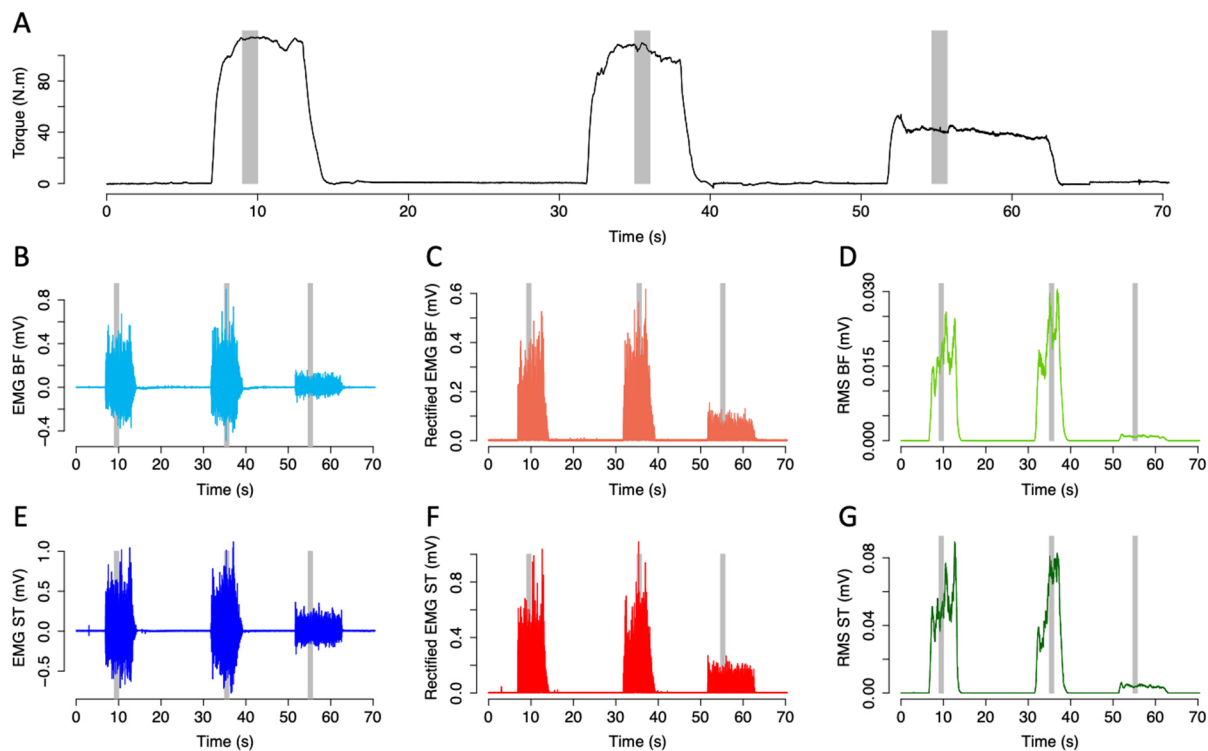 A
Torque (N.m)
80
40
0
0 10 20 30 40 50 60 70
Time (s)
B
EMG BF (mV)
0.8
0.4
0.0
−0.4
0 10 20 30 40 50 60 70
Time (s)
C
Rectified EMG BF (mV)
0.6
0.4
0.2
0.0
0 10 20 30 40 50 60 70
Time (s)
D
RMS BF (mV)
0.030
0.015
0.000
0 10 20 30 40 50 60 70
Time (s)
E
EMG ST (mV)
1.0
0.5
0.0
−0.5
0 10 20 30 40 50 60 70
Time (s)
F
Rectified EMG ST (mV)
0.8
0.4
0.0
0 10 20 30 40 50 60 70
Time (s)
G
RMS ST (mV)
0.08
0.04
0.00
0 10 20 30 40 50 60 70
Time (s)